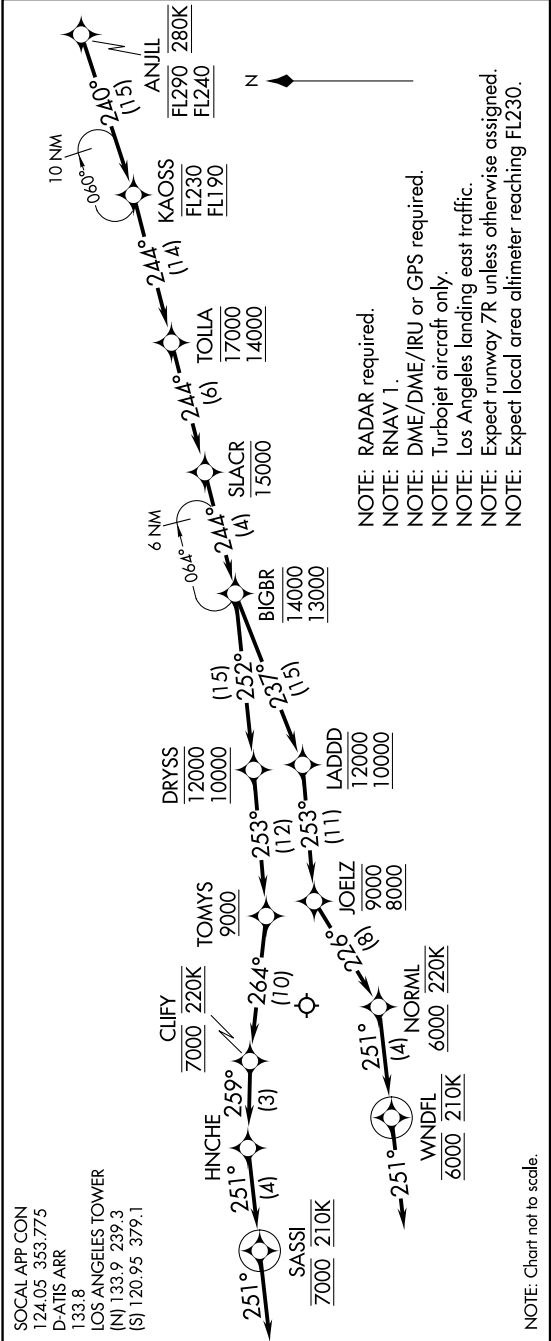 SOCAL APP CON
124.05 353.775
D-ATIS ARR
133.8
LOS ANGELES TOWER
(N) 133.9 239.3
(S) 120.95 379.1
ANJLL
FL290 280K
FL240
240°
(15)
10 NM
060°
KAOSS
FL230
FL190
244°
(14)
TOLLA
17000
14000
244°
(6)
SLACR
15000
6 NM
064°
244°
(4)
BIGBR
14000
13000
(15)
252°
237°
(15)
DRYSS
12000
10000
LADDD
12000
10000
253°
(12)
253°
(11)
TOMYS
9000
JOELZ
9000
8000
264°
(10)
226°
(8)
CLIFY
7000 220K
NORML
6000 220K
259°
(3)
251°
(4)
HNCHE
WNDFL
6000 210K
251°
(4)
251°
SASSI
7000 210K
251°
N
NOTE: RADAR required.
NOTE: RNAV 1.
NOTE: DME/DME/IRU or GPS required.
NOTE: Turbojet aircraft only.
NOTE: Los Angeles landing east traffic.
NOTE: Expect runway 7R unless otherwise assigned.
NOTE: Expect local area altimeter reaching FL230.
NOTE: Chart not to scale.